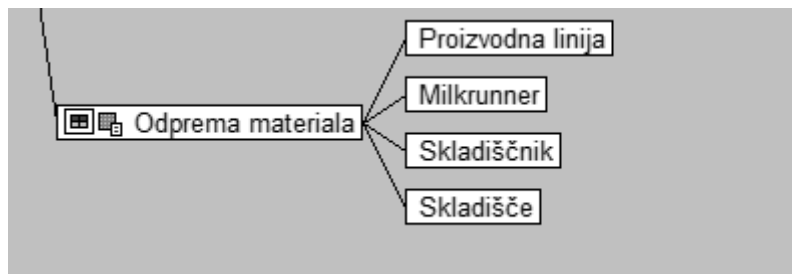 Proizvodna linija
Milkrunner
Odprema materiala
Skladiščnik
Skladišče